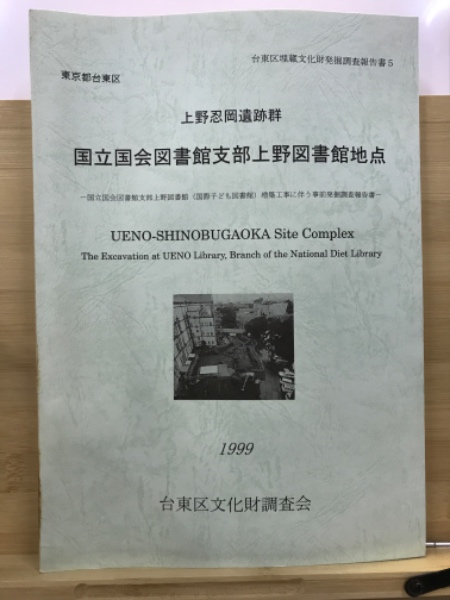 台東区埋蔵文化財発掘調査報告書5
東京都台東区
上野忍岡遺跡群
国立国会図書館支部上野図書館地点
－国立国会図書館支部上野図書館（国際子ども図書館）増築工事に伴う事前発掘調査報告書－
UENO-SHINOBUGAOKA Site Complex
The Excavation at UENO Library, Branch of the National Diet Library
1999
台東区文化財調査会